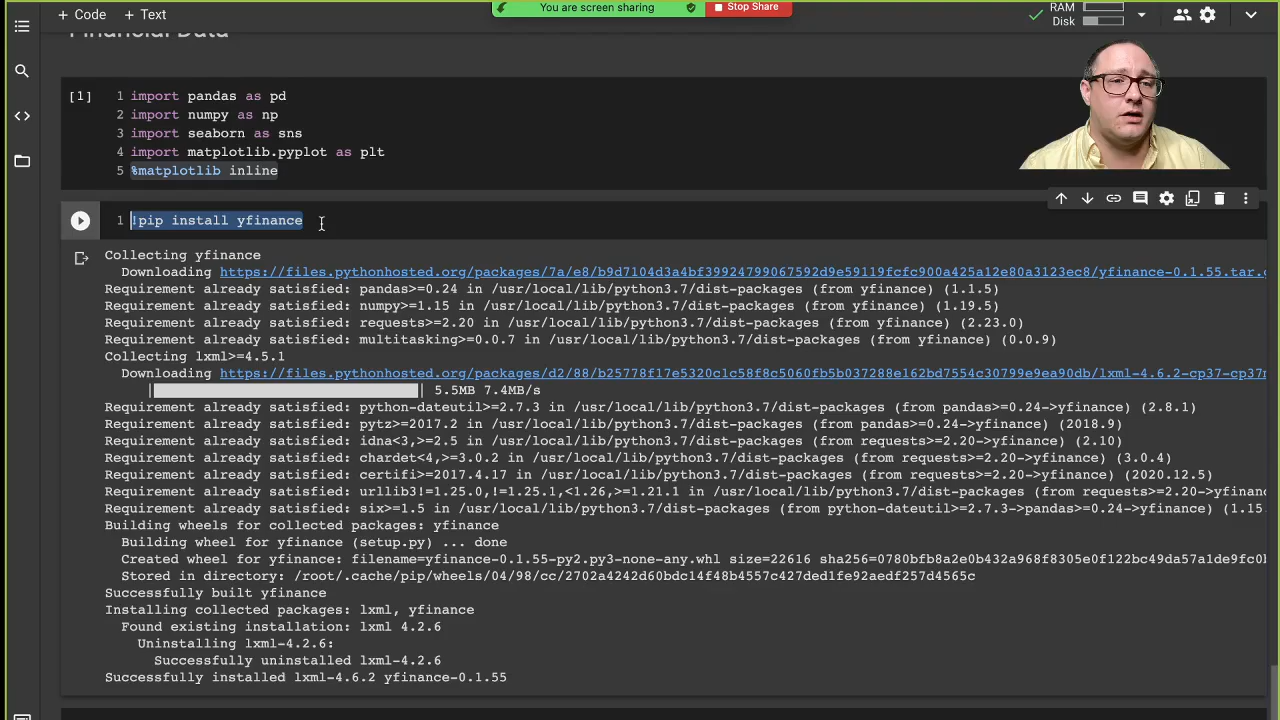 + Code + Text
You are screen sharing
Stop Share
RAM
Disk
Financial Data
[1]
1 import pandas as pd
2 import numpy as np
3 import seaborn as sns
4 import matplotlib.pyplot as plt
5 %matplotlib inline
1 !pip install yfinance
Collecting yfinance
Downloading https://files.pythonhosted.org/packages/7a/e8/b9d7104d3a4bf39924799067592d9e59119fcfc900a425a12e80a3123ec8/yfinance-0.1.55.tar.
Requirement already satisfied: pandas>=0.24 in /usr/local/lib/python3.7/dist-packages (from yfinance) (1.1.5)
Requirement already satisfied: numpy>=1.15 in /usr/local/lib/python3.7/dist-packages (from yfinance) (1.19.5)
Requirement already satisfied: requests>=2.20 in /usr/local/lib/python3.7/dist-packages (from yfinance) (2.23.0)
Requirement already satisfied: multitasking>=0.0.7 in /usr/local/lib/python3.7/dist-packages (from yfinance) (0.0.9)
Collecting lxml>=4.5.1
Downloading https://files.pythonhosted.org/packages/d2/88/b25778f17e5320c1c58f8c5060fb5b037288e162bd7554c30799e9ea90db/lxml-4.6.2-cp37-cp37m
| | 5.5MB 7.4MB/s
Requirement already satisfied: python-dateutil>=2.7.3 in /usr/local/lib/python3.7/dist-packages (from pandas>=0.24->yfinance) (2.8.1)
Requirement already satisfied: pytz>=2017.2 in /usr/local/lib/python3.7/dist-packages (from pandas>=0.24->yfinance) (2018.9)
Requirement already satisfied: idna<3,>=2.5 in /usr/local/lib/python3.7/dist-packages (from requests>=2.20->yfinance) (2.10)
Requirement already satisfied: chardet<4,>=3.0.2 in /usr/local/lib/python3.7/dist-packages (from requests>=2.20->yfinance) (3.0.4)
Requirement already satisfied: certifi>=2017.4.17 in /usr/local/lib/python3.7/dist-packages (from requests>=2.20->yfinance) (2020.12.5)
Requirement already satisfied: urllib3!=1.25.0,!=1.25.1,<1.26,>=1.21.1 in /usr/local/lib/python3.7/dist-packages (from requests>=2.20->yfinanc
Requirement already satisfied: six>=1.5 in /usr/local/lib/python3.7/dist-packages (from python-dateutil>=2.7.3->pandas>=0.24->yfinance) (1.15
Building wheels for collected packages: yfinance
Building wheel for yfinance (setup.py) ... done
Created wheel for yfinance: filename=yfinance-0.1.55-py2.py3-none-any.whl size=22616 sha256=0780bfb8a2e0b432a968f8305e0f122bc49da57a1de9fc0
Stored in directory: /root/.cache/pip/wheels/04/98/cc/2702a4242d60bdc14f48b4557c427ded1fe92aedf257d4565c
Successfully built yfinance
Installing collected packages: lxml, yfinance
Found existing installation: lxml 4.2.6
Uninstalling lxml-4.2.6:
Successfully uninstalled lxml-4.2.6
Successfully installed lxml-4.6.2 yfinance-0.1.55